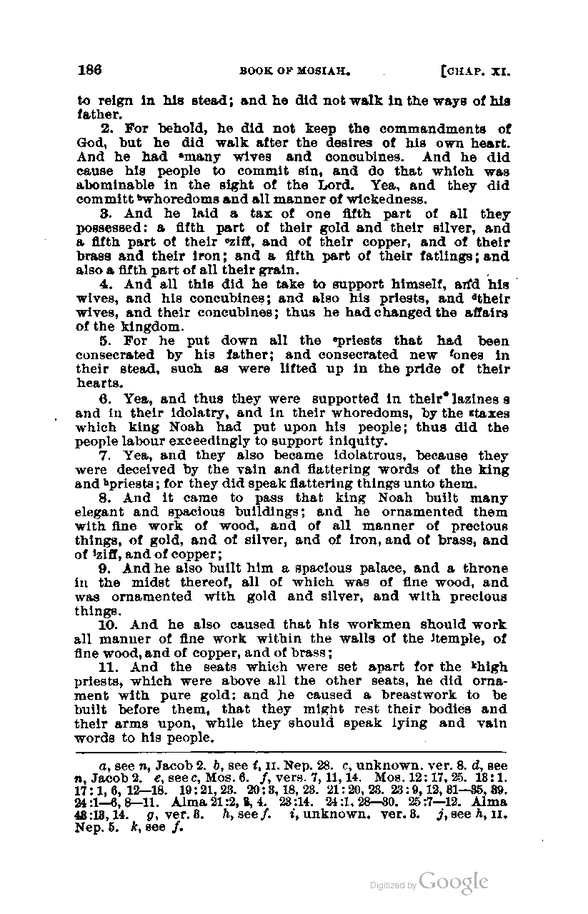 186 BOOK OF MOSIAH. [CHAP. XI.
to reign in his stead; and he did not walk in the ways of his
father.
2. For behold, he did not keep the commandments of
God, but he did walk after the desires of his own heart.
And he had ᵃmany wives and concubines. And he did
cause his people to commit sin, and do that which was
abominable in the sight of the Lord. Yea, and they did
committ ᵇwhoredoms and all manner of wickedness.
3. And he laid a tax of one fifth part of all they
possessed: a fifth part of their gold and their silver, and
a fifth part of their ᶜziff, and of their copper, and of their
brass and their iron; and a fifth part of their fatlings; and
also a fifth part of all their grain.
4. And all this did he take to support himself, and his
wives, and his concubines; and also his priests, and ᵈtheir
wives, and their concubines; thus he had changed the affairs
of the kingdom.
5. For he put down all the ᵉpriests that had been
consecrated by his father; and consecrated new ᶠones in
their stead, such as were lifted up in the pride of their
hearts.
6. Yea, and thus they were supported in their lazines s
and in their idolatry, and in their whoredoms, by the ᵍtaxes
which king Noah had put upon his people; thus did the
people labour exceedingly to support iniquity.
7. Yea, and they also became idolatrous, because they
were deceived by the vain and flattering words of the king
and ʰpriests; for they did speak flattering things unto them.
8. And it came to pass that king Noah built many
elegant and spacious buildings; and he ornamented them
with fine work of wood, and of all manner of precious
things, of gold, and of silver, and of iron, and of brass, and
of ⁱziff, and of copper;
9. And he also built him a spacious palace, and a throne
in the midst thereof, all of which was of fine wood, and
was ornamented with gold and silver, and with precious
things.
10. And he also caused that his workmen should work
all manner of fine work within the walls of the ʲtemple, of
fine wood, and of copper, and of brass;
11. And the seats which were set apart for the ᵏhigh
priests, which were above all the other seats, he did orna-
ment with pure gold; and he caused a breastwork to be
built before them, that they might rest their bodies and
their arms upon, while they should speak lying and vain
words to his people.
a, see n, Jacob 2. b, see f, II. Nep. 28. c, unknown. ver. 8. d, see
n, Jacob 2. e, see c, Mos. 6. f, vers. 7, 11, 14. Mos. 12:17, 25. 18:1.
17:1, 6, 12—18. 19:21, 23. 20:3, 18, 23. 21:20, 23. 23:9, 12, 31—35, 39.
24:1—6, 8—11. Alma 21:2, 3, 4. 23:14. 24:1, 28—30. 25:7—12. Alma
43:13, 14. g, ver. 8. h, see f. i, unknown. ver. 8. j, see h, II.
Nep. 5. k, see f.
Digitized by Google